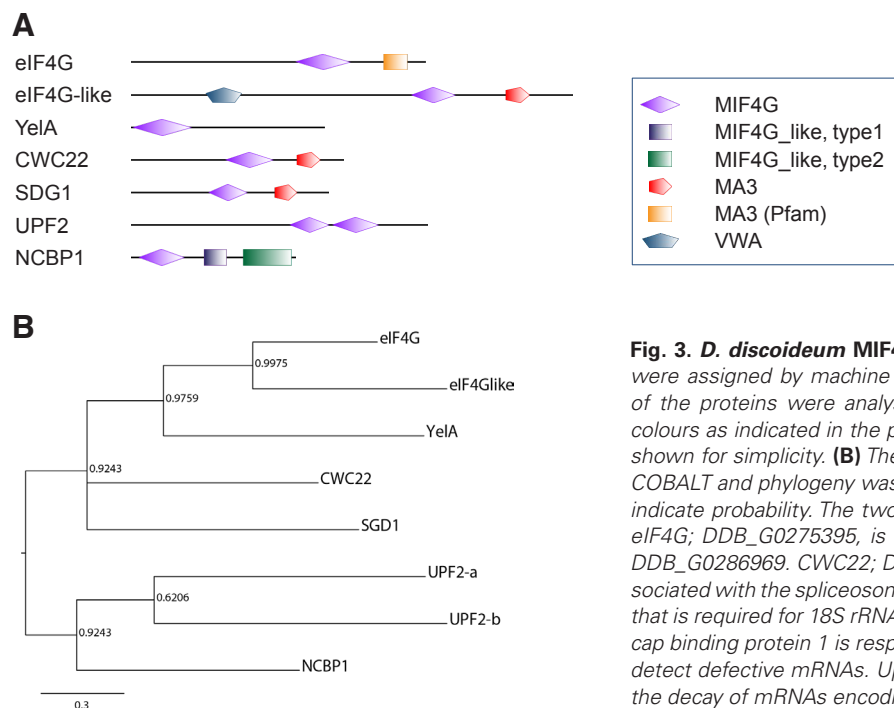 A
eIF4G
eIF4G-like
YelA
CWC22
SDG1
UPF2
NCBP1
MIF4G
MIF4G_like, type1
MIF4G_like, type2
MA3
MA3 (Pfam)
VWA
B
eIF4G
0.9975
eIF4Glike
0.9759
YelA
0.9243
CWC22
SGD1
UPF2-a
0.6206
UPF2-b
0.9243
NCBP1
0.3
Fig. 3. D. discoideum MIF4
were assigned by machine
of the proteins were analys
colours as indicated in the p
shown for simplicity. (B) The
COBALT and phylogeny was
indicate probability. The two
eIF4G; DDB_G0275395, is
DDB_G0286969. CWC22; D
sociated with the spliceoson
that is required for 18S rRNA
cap binding protein 1 is resp
detect defective mRNAs. Up
the decay of mRNAs encodi